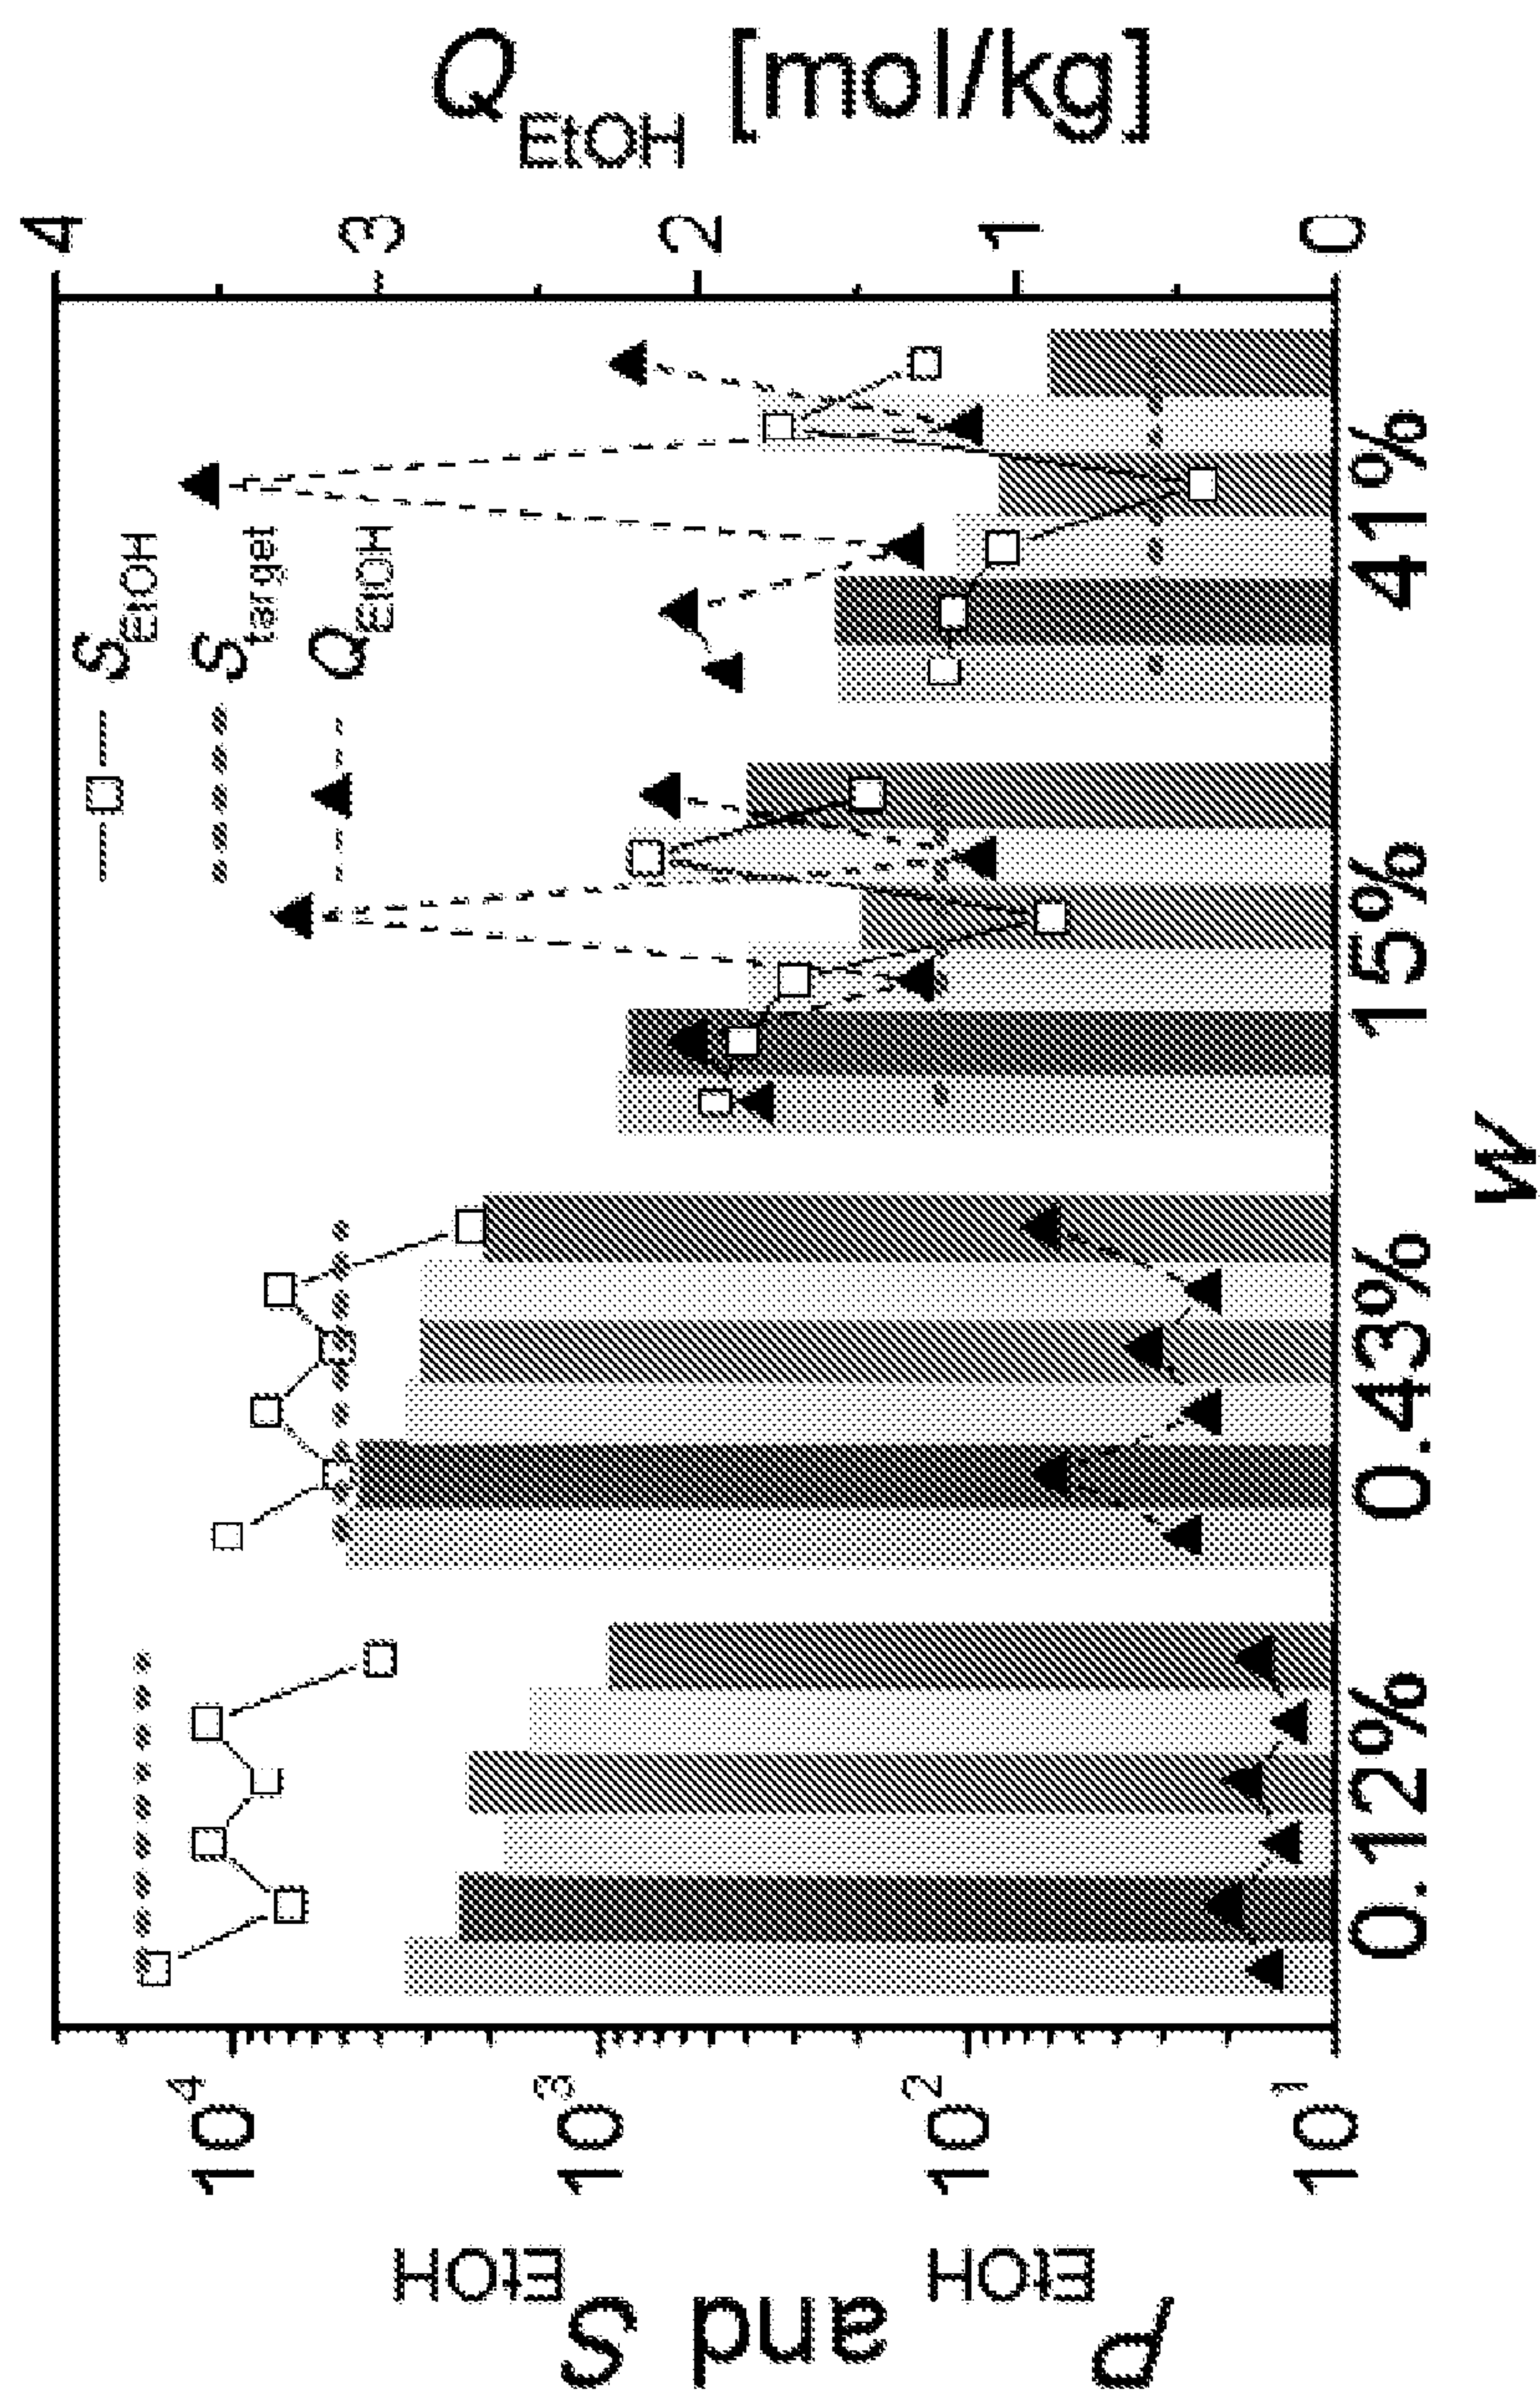 P_EtOH and S_EtOH
10^4
10^3
10^2
10^1
S_EtOH
S_target
Q_EtOH
4
3
2
1
0
Q_EtOH [mol/kg]
0.12% 0.43% 15% 41%
w